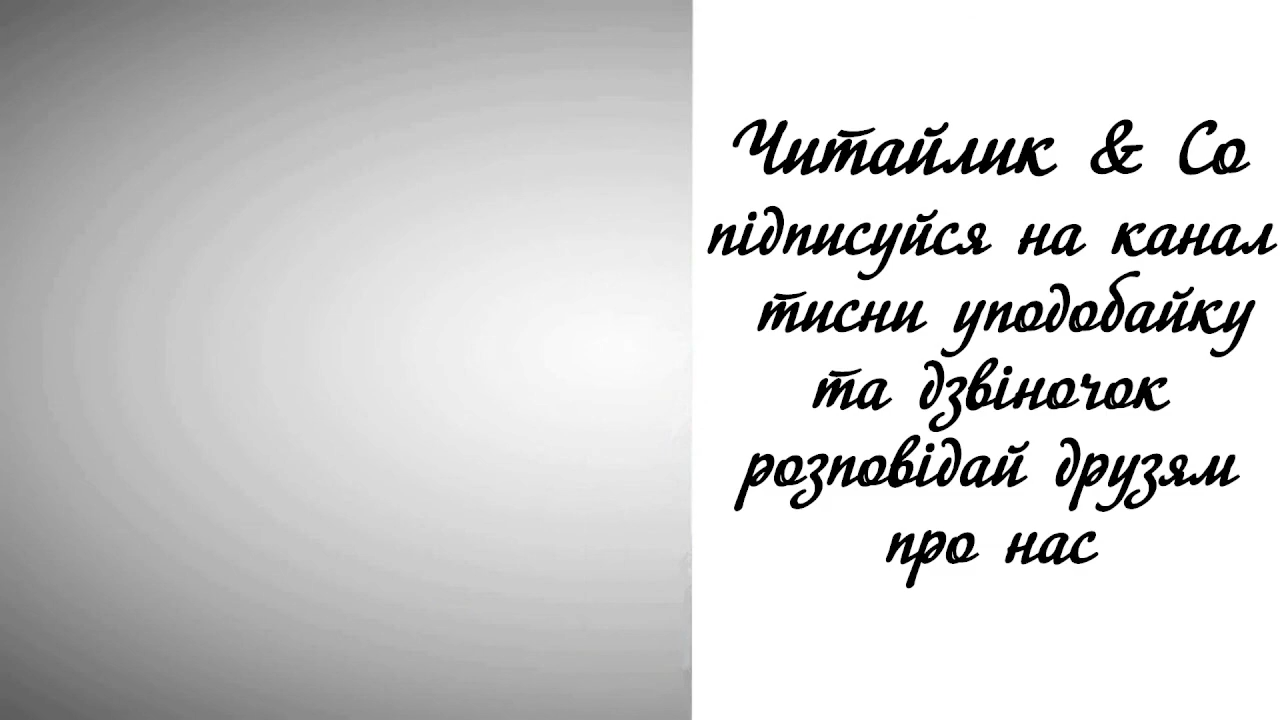 Читайлик & Co
підписуйся на канал
тисни уподобайку
та дзвіночок
розповідай друзям
про нас